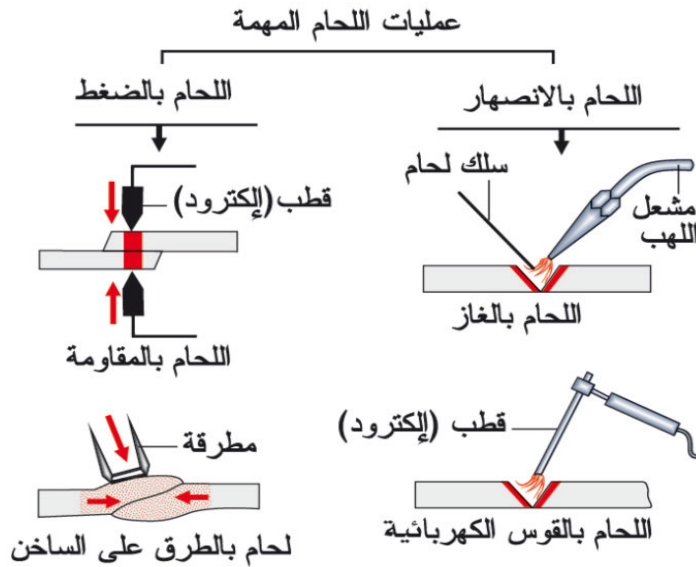 عمليات اللحام المهمة
اللحام بالانصهار
سلك لحام
مشعل
اللهب
اللحام بالغاز
قطب (إلكترود)
اللحام بالقوس الكهربائية
اللحام بالضغط
قطب (إلكترود)
اللحام بالمقاومة
مطرقة
لحام بالطرق على الساخن